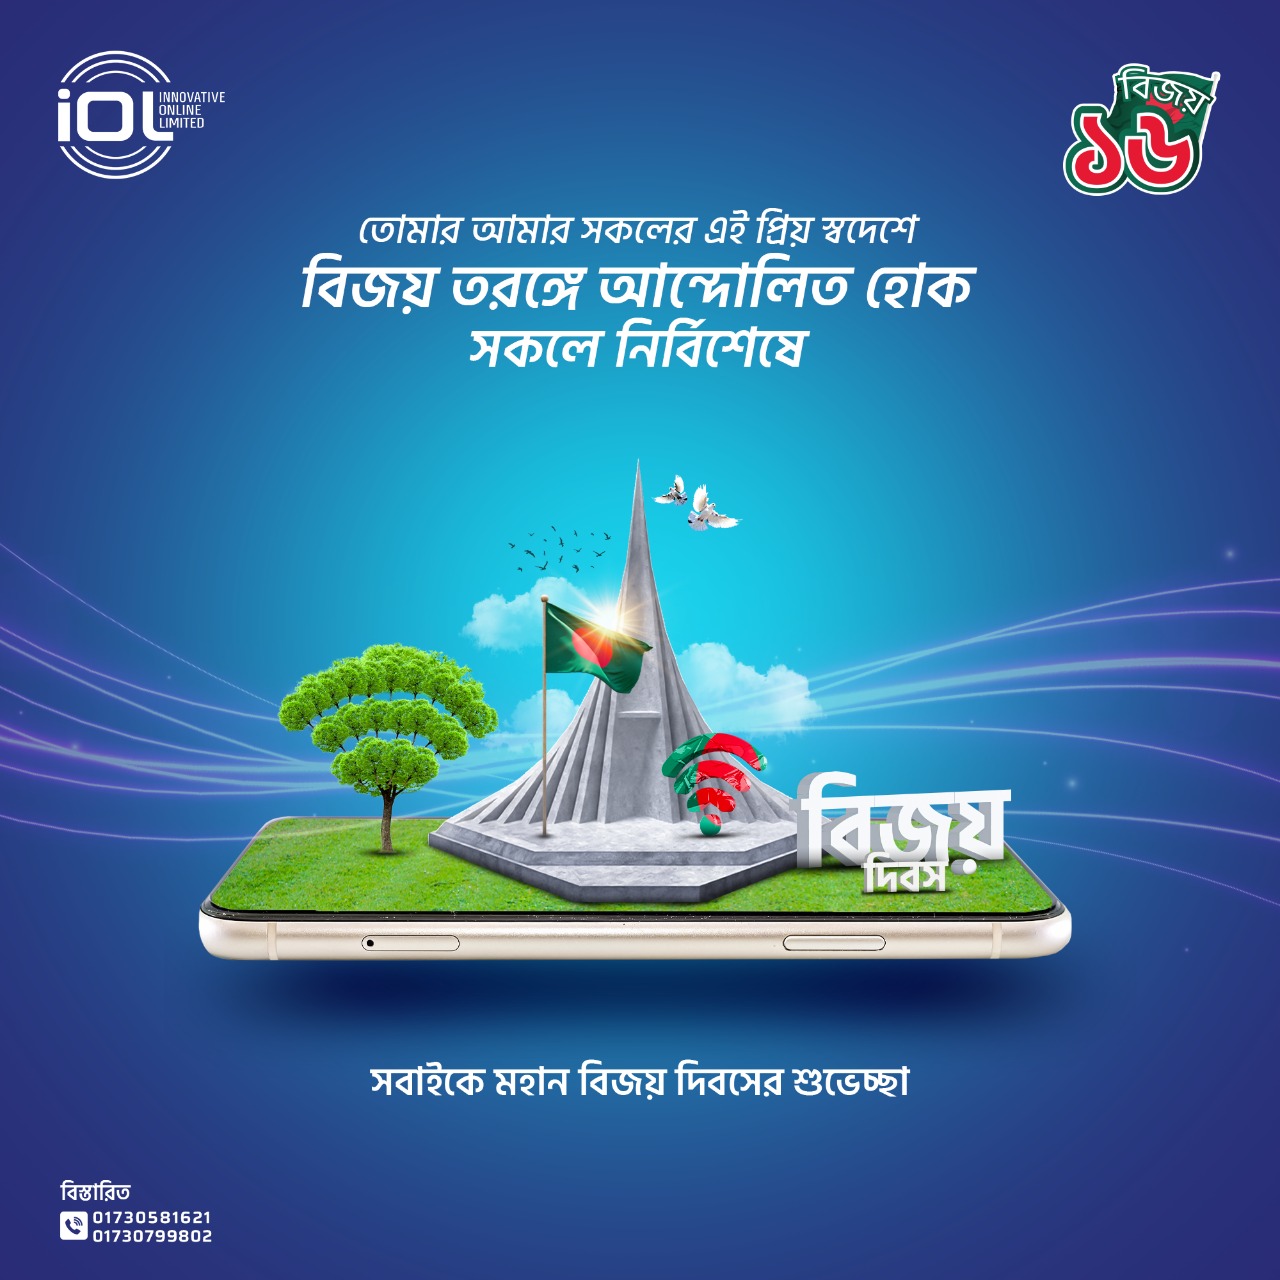 iOL INNOVATIVE
ONLINE
LIMITED
বিজয়
১৬
তোমার আমার সকলের এই প্রিয় স্বদেশে
বিজয় তরঙ্গে আন্দোলিত হোক
সকলে নির্বিশেষে
বিজয়
দিবস
সবাইকে মহান বিজয় দিবসের শুভেচ্ছা
বিস্তারিত
01730581621
01730799802